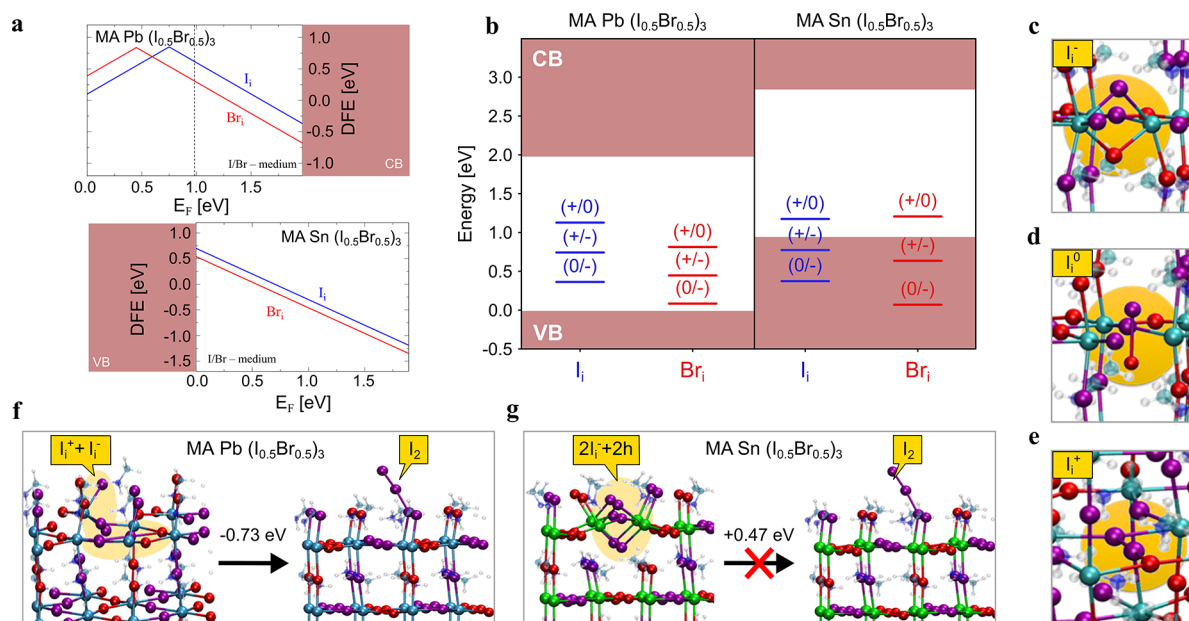 a
MA Pb (I0.5Br0.5)3
1.0
0.5
0.0
-0.5
-1.0
DFE [eV]
CB
Ii
Bri
I/Br – medium
0.0 0.5 1.0 1.5
EF [eV]
MA Sn (I0.5Br0.5)3
1.0
0.5
0.0
-0.5
-1.0
-1.5
DFE [eV]
VB
Ii
Bri
I/Br – medium
0.0 0.5 1.0 1.5
EF [eV]
b
MA Pb (I0.5Br0.5)3 MA Sn (I0.5Br0.5)3
CB
3.0
2.5
2.0
1.5
1.0
0.5
0.0
-0.5
Energy [eV]
(+/0) (+/0) (+/0) (+/0)
(+/-) (+/-) (+/-) (+/-)
(0/-) (0/-) (0/-) (0/-)
VB
Ii Bri Ii Bri
c
Ii-
d
Ii0
e
Ii+
f
Ii+ + Ii-
MA Pb (I0.5Br0.5)3
I2
-0.73 eV
g
2Ii-+2h
MA Sn (I0.5Br0.5)3
I2
+0.47 eV